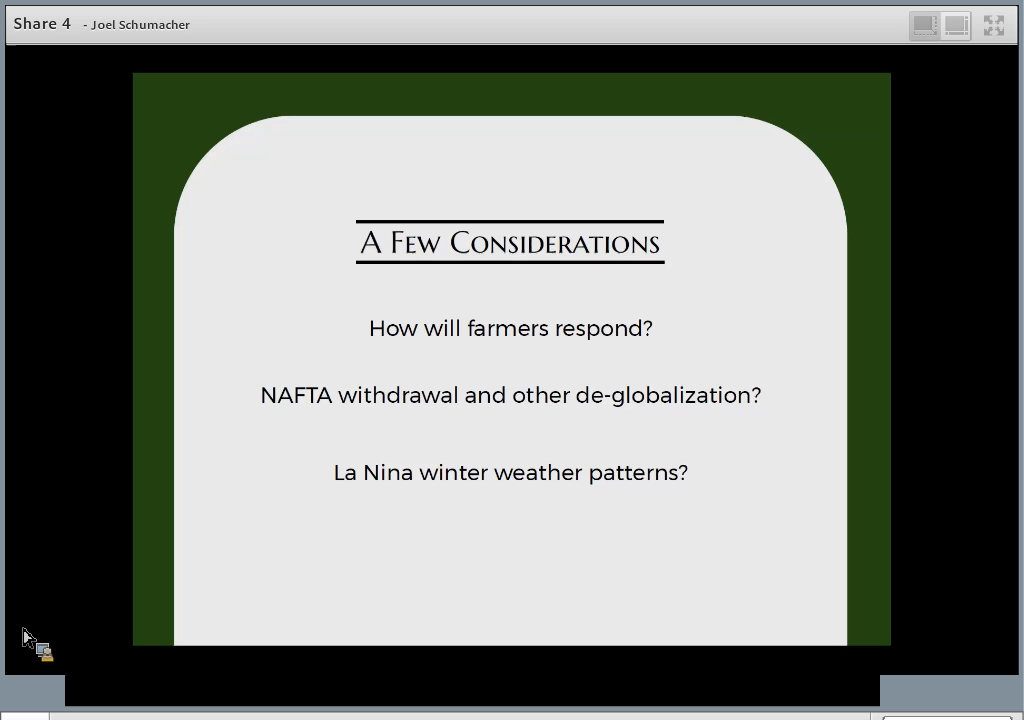 Share 4 - Joel Schumacher
A Few Considerations
How will farmers respond?
NAFTA withdrawal and other de-globalization?
La Nina winter weather patterns?